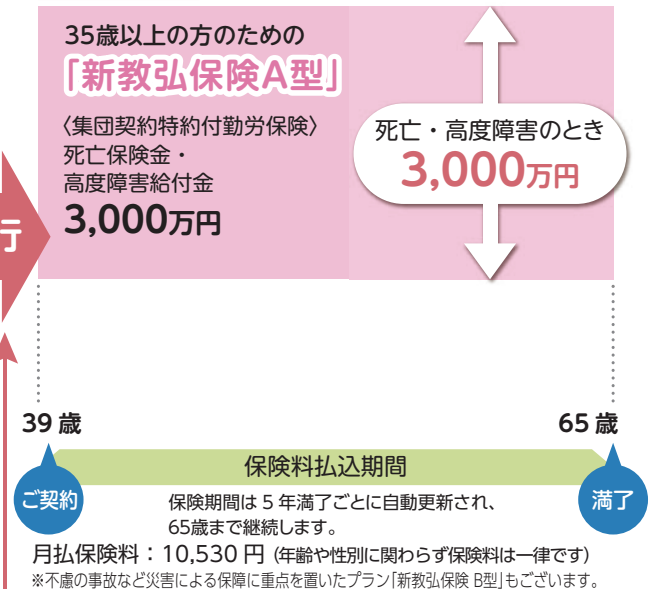 35歳以上の方のための
「新教弘保険A型」
〈集団契約特約付勤労保険〉
死亡保険金・
高度障害給付金
3,000万円
死亡・高度障害のとき
3,000万円
行
39歳
65歳
保険料払込期間
ご契約
満了
保険期間は5年満了ごとに自動更新され、
65歳まで継続します。
月払保険料：10,530円（年齢や性別に関わらず保険料は一律です）
※不慮の事故など災害による保障に重点を置いたプラン「新教弘保険 B型」もございます。